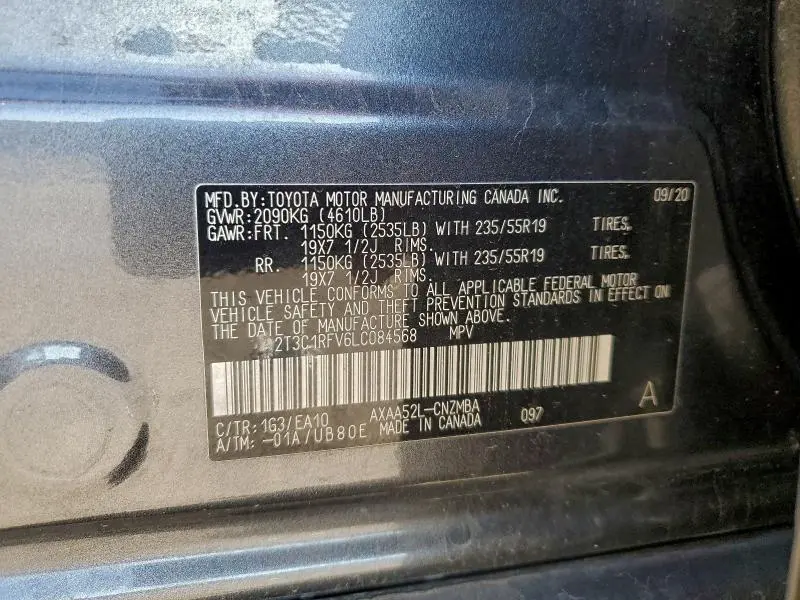 MFD.BY:TOYOTA MOTOR MANUFACTURING CANADA INC. 09/20
GVWR:2090KG (4610LB)
GAWR:FRT. 1150KG (2535LB) WITH 235/55R19 TIRES,
19X7 1/2J RIMS.
RR. 1150KG (2535LB) WITH 235/55R19 TIRES,
19X7 1/2J RIMS.
THIS VEHICLE CONFORMS TO ALL APPLICABLE FEDERAL MOTOR
VEHICLE SAFETY AND THEFT PREVENTION STANDARDS IN EFFECT ON
THE DATE OF MANUFACTURE SHOWN ABOVE.
2T3C1RFV6LC084568 MPV
C/TR:1G3/EA10 AXAA52L-CNZMBA 097 A
A/TM:-01A/UB80E MADE IN CANADA